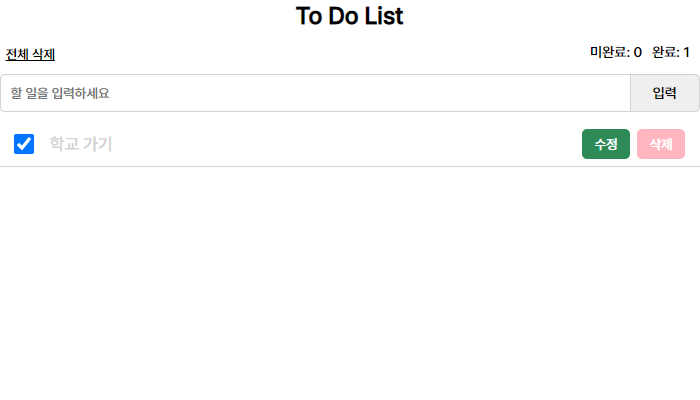 To Do List
전체 삭제
미완료: 0 완료: 1
할 일을 입력하세요
입력
학교 가기
수정
삭제